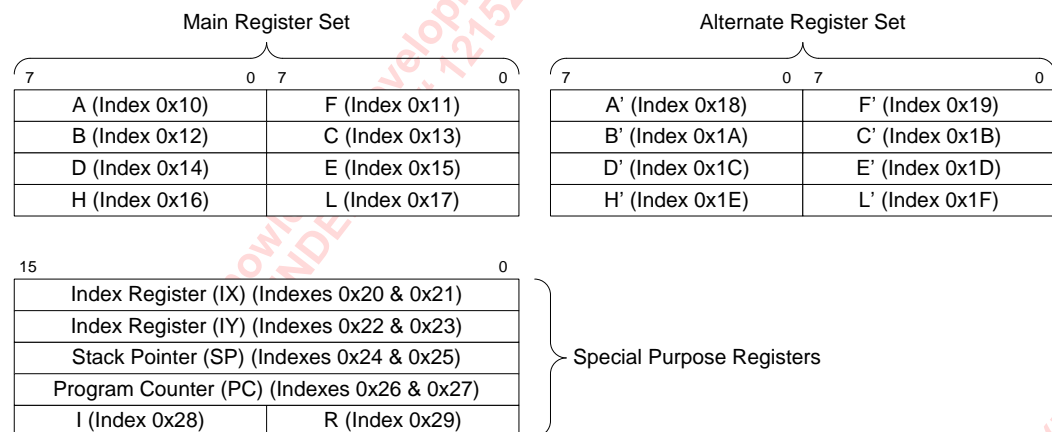 Main Register Set
Alternate Register Set
7 0 7 0
7 0 7 0
A (Index 0x10) F (Index 0x11)
A’ (Index 0x18) F’ (Index 0x19)
B (Index 0x12) C (Index 0x13)
B’ (Index 0x1A) C’ (Index 0x1B)
D (Index 0x14) E (Index 0x15)
D’ (Index 0x1C) E’ (Index 0x1D)
H (Index 0x16) L (Index 0x17)
H’ (Index 0x1E) L’ (Index 0x1F)
15 0
Index Register (IX) (Indexes 0x20 & 0x21)
Index Register (IY) (Indexes 0x22 & 0x23)
Stack Pointer (SP) (Indexes 0x24 & 0x25)
Special Purpose Registers
Program Counter (PC) (Indexes 0x26 & 0x27)
I (Index 0x28) R (Index 0x29)